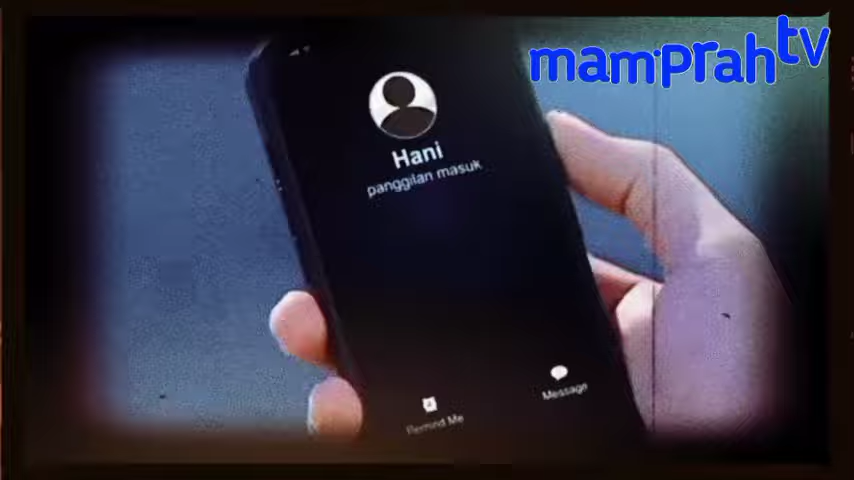 mamprahtv
Hani
panggilan masuk
Message
Remind Me